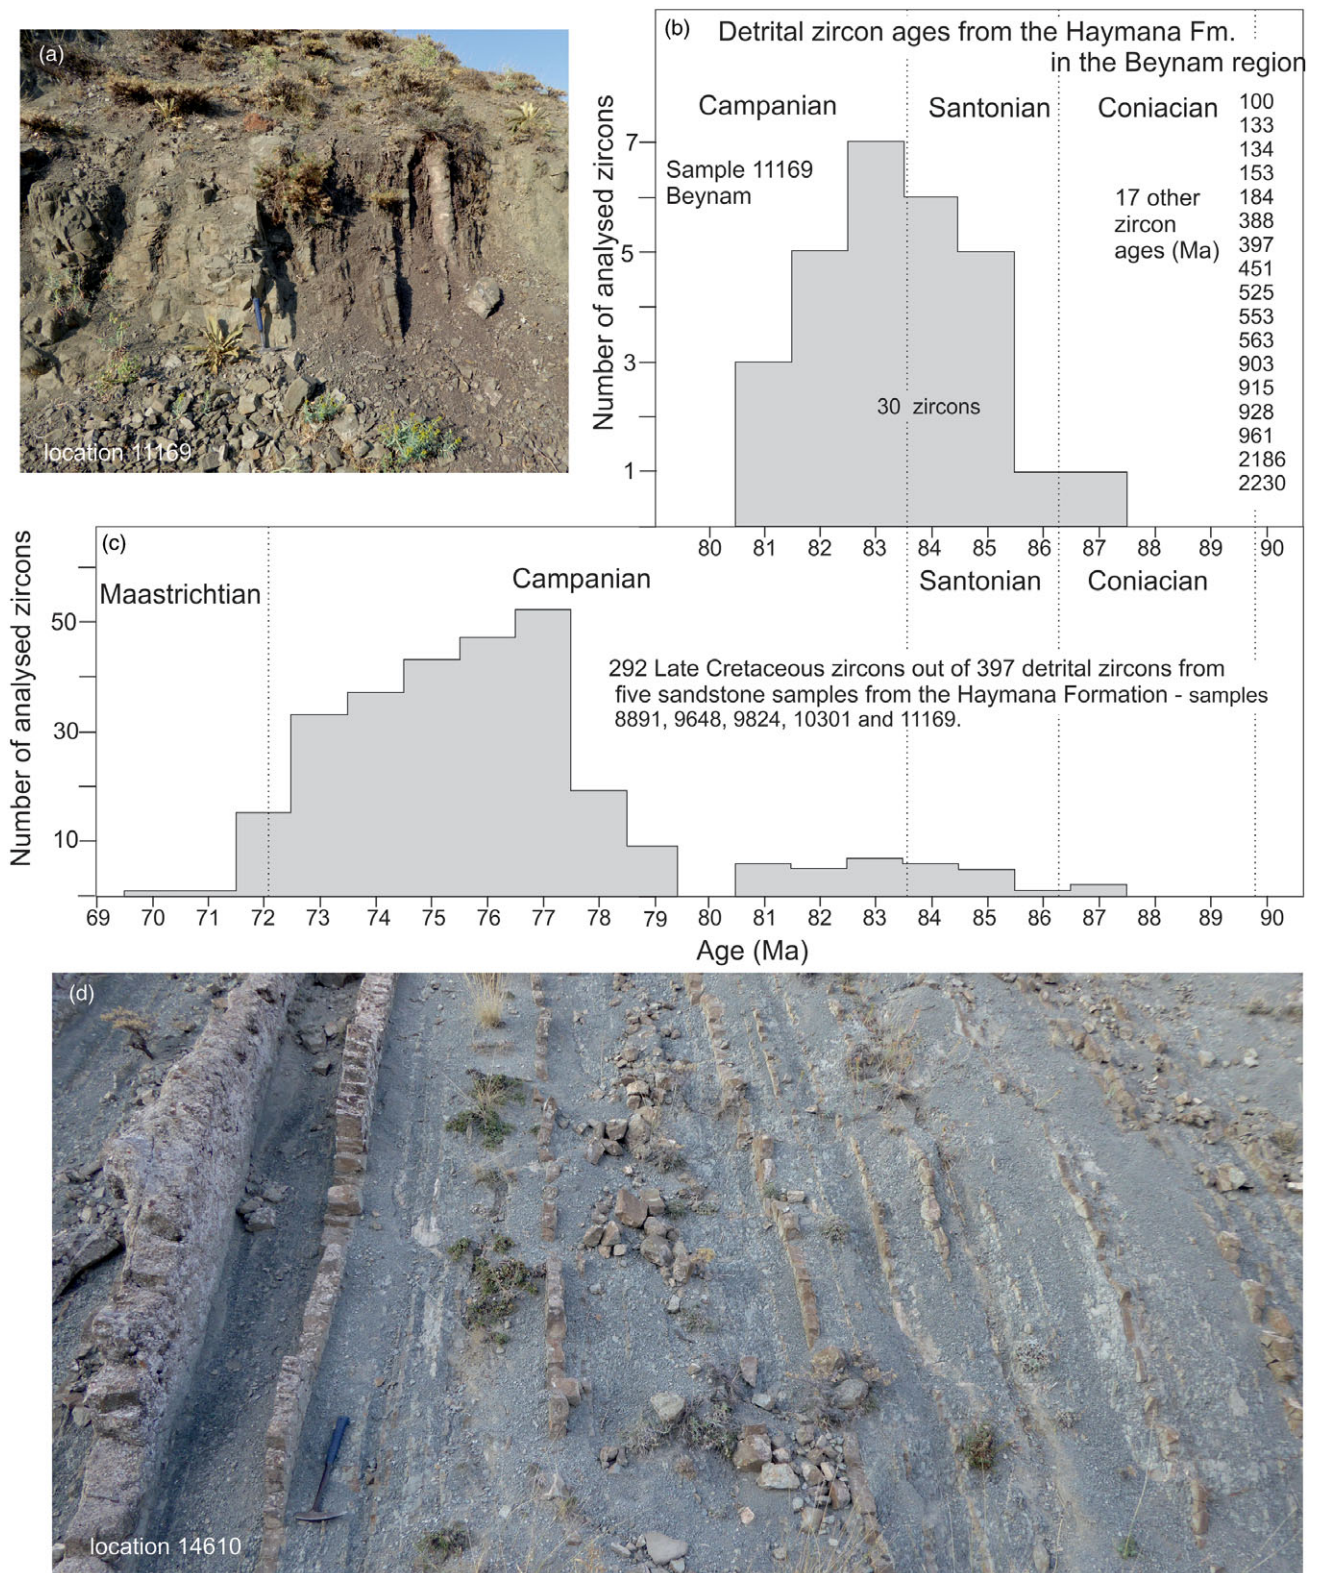 (a)
location 11169
(b)
Detrital zircon ages from the Haymana Fm.
in the Beynam region
Campanian
Santonian
Coniacian
Sample 11169
Beynam
17 other
zircon
ages (Ma)
100
133
134
153
184
388
397
451
525
553
563
903
915
928
961
2186
2230
30 zircons
Number of analysed zircons
7
5
3
1
80 81 82 83 84 85 86 87 88 89 90
(c)
Maastrichtian
Campanian
Santonian
Coniacian
292 Late Cretaceous zircons out of 397 detrital zircons from
five sandstone samples from the Haymana Formation - samples
8891, 9648, 9824, 10301 and 11169.
Number of analysed zircons
50
30
10
69 70 71 72 73 74 75 76 77 78 79 80 81 82 83 84 85 86 87 88 89 90
Age (Ma)
(d)
location 14610